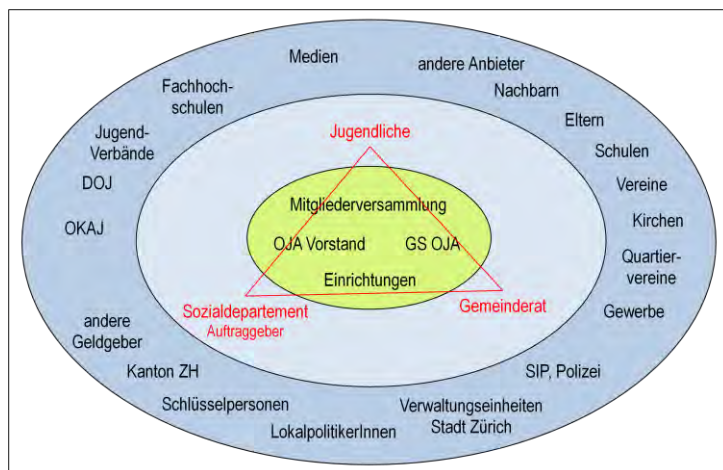 Medien
andere Anbieter
Fachhoch-
schulen
Nachbarn
Eltern
Jugend-
Verbände
Jugendliche
Schulen
DOJ
Vereine
Mitgliederversammlung
OKAJ
Kirchen
OJA Vorstand
GS OJA
Quartier-
vereine
Einrichtungen
Sozialdepartement
Auftraggeber
Gemeinderat
Gewerbe
andere
Geldgeber
Kanton ZH
SIP, Polizei
Schlüsselpersonen
Verwaltungseinheiten
Stadt Zürich
LokalpolitikerInnen